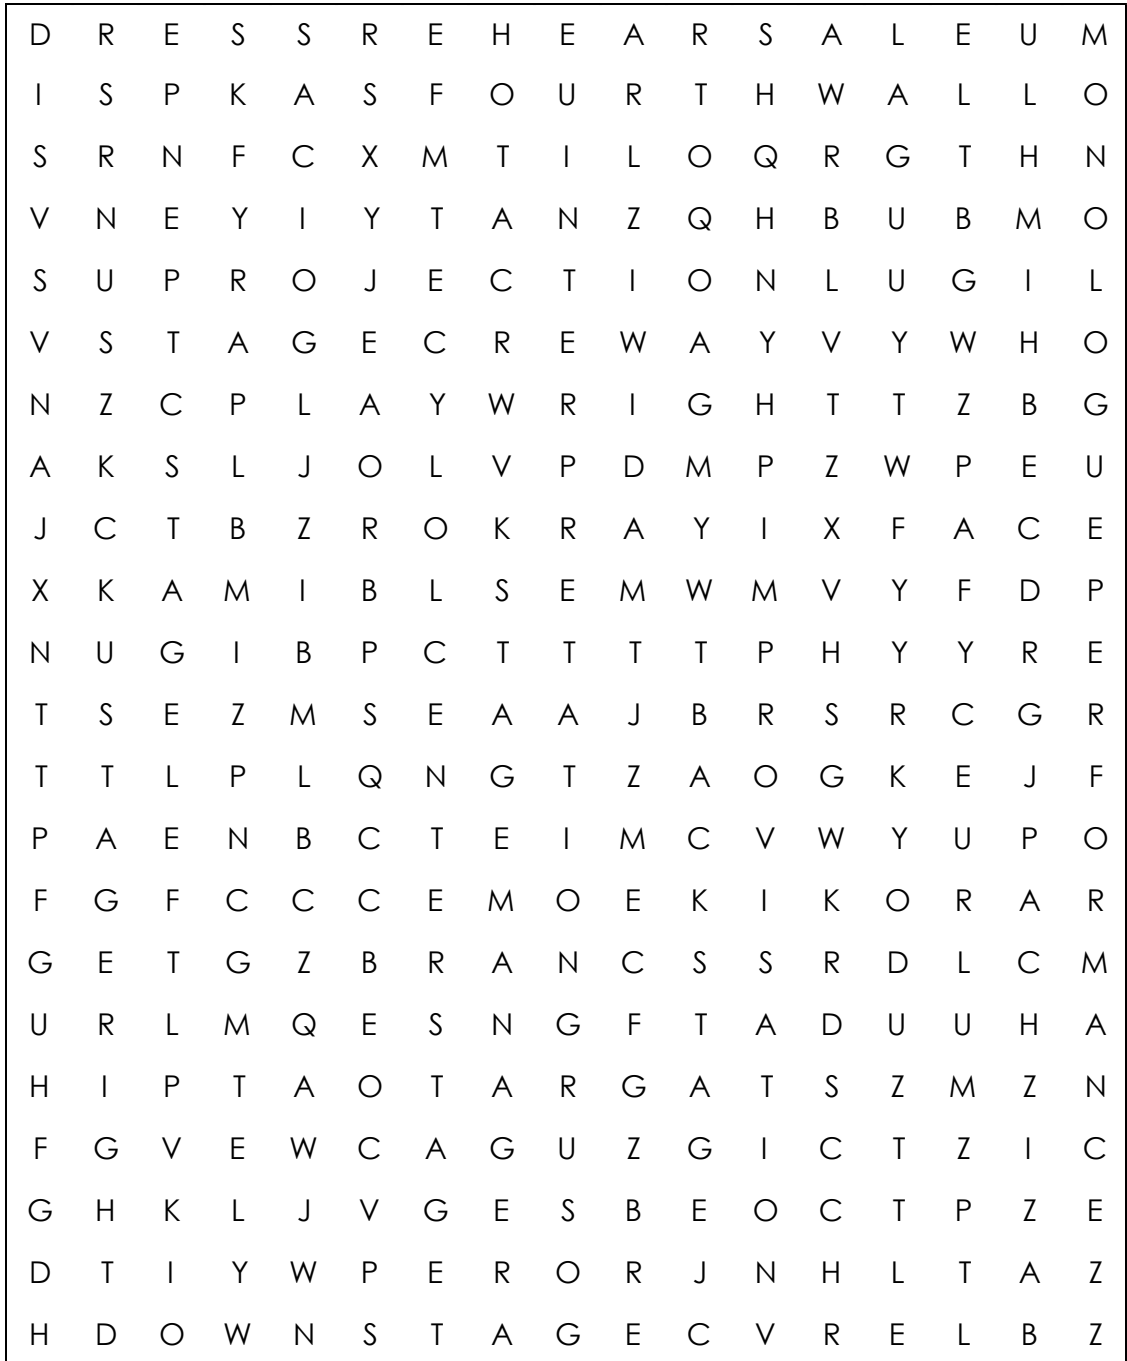 D R E S S R E H E A R S A L E U M
I S P K A S F O U R T H W A L L O
S R N F C X M T I L O Q R G T H N
V N E Y I Y T A N Z Q H B U B M O
S U P R O J E C T I O N L U G I L
V S T A G E C R E W A Y V Y W H O
N Z C P L A Y W R I G H T T Z B G
A K S L J O L V P D M P Z W P E U
J C T B Z R O K R A Y I X F A C E
X K A M I B L S E M W M V Y F D P
N U G I B P C T T T T P H Y Y R E
T S E Z M S E A A J B R S R C G R
T T L P L Q N G T Z A O G K E J F
P A E N B C T E I M C V W Y U P O
F G F C C C E M O E K I K O R A R
G E T G Z B R A N C S S R D L C M
U R L M Q E S N G F T A D U U H A
H I P T A O T A R G A T S Z M Z N
F G V E W C A G U Z G I C T Z I C
G H K L J V G E S B E O C T P Z E
D T I Y W P E R O R J N H L T A Z
H D O W N S T A G E C V R E L B Z